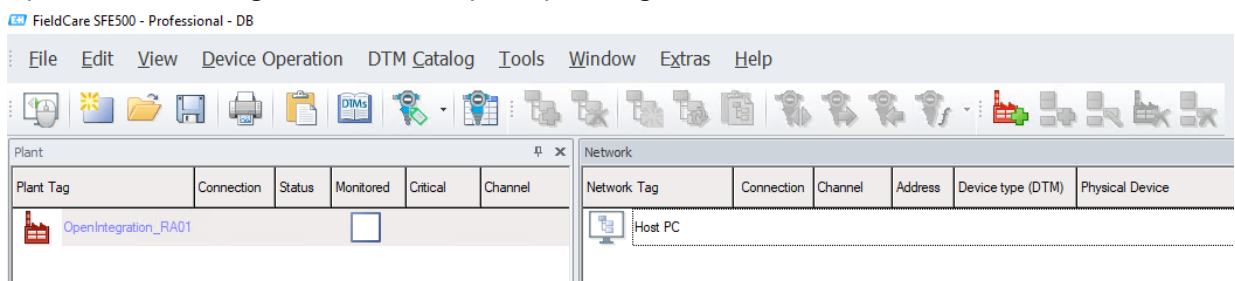 FieldCare SFE500 - Professional - DB
File Edit View Device Operation DTM Catalog Tools Window Extras Help
DTMs
Plant
Network
Plant Tag Connection Status Monitored Critical Channel
Network Tag Connection Channel Address Device type (DTM) Physical Device
OpenIntegration_RA01
Host PC